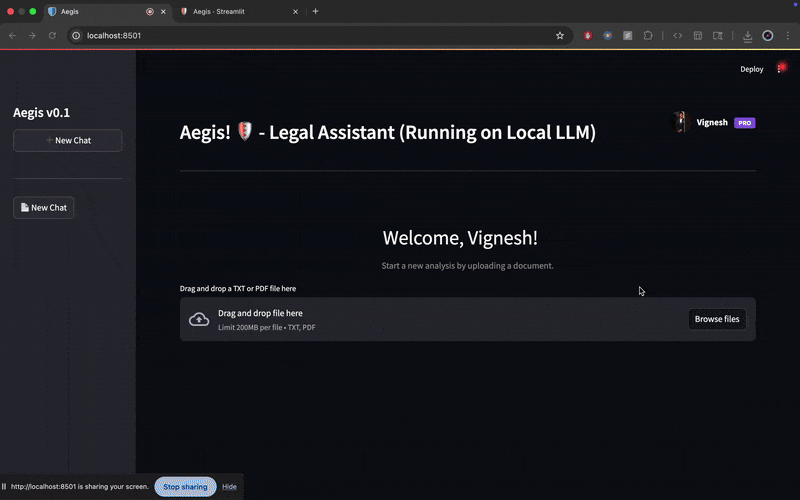 Aegis
Aegis - Streamlit
localhost:8501
Deploy
Aegis v0.1
New Chat
New Chat
Aegis! - Legal Assistant (Running on Local LLM)
Vignesh PRO
Welcome, Vignesh!
Start a new analysis by uploading a document.
Drag and drop a TXT or PDF file here
Drag and drop file here
Limit 200MB per file • TXT, PDF
Browse files
http://localhost:8501 is sharing your screen.
Stop sharing
Hide